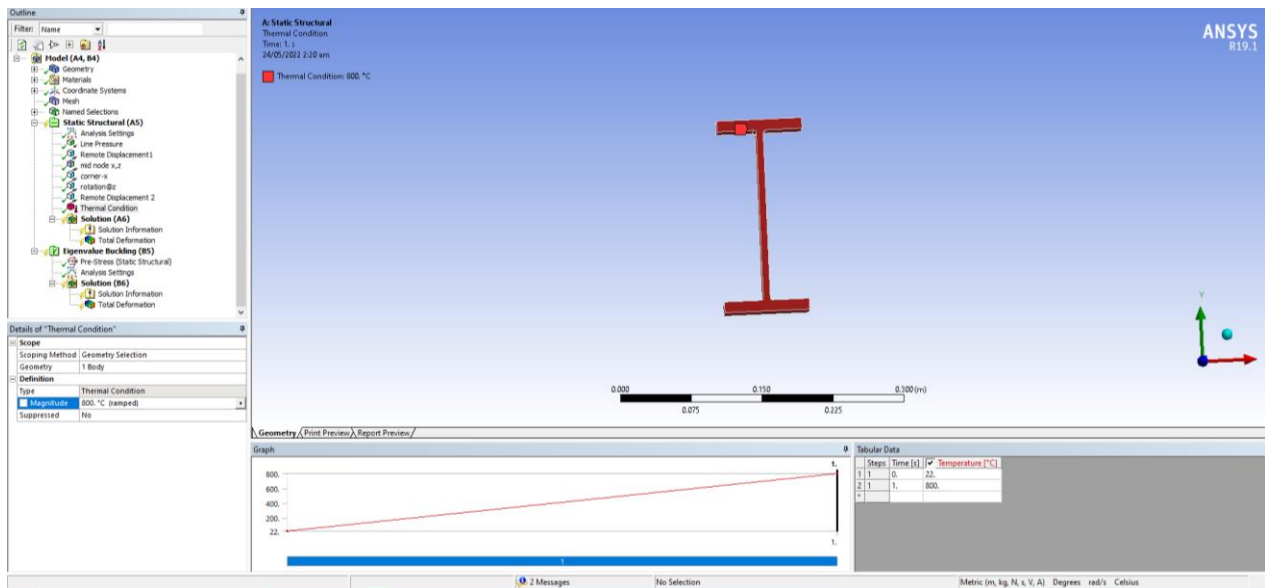 Outline
Filter: Name
Model (A4, B4)
Geometry
Materials
Coordinate Systems
Mesh
Named Selections
Static Structural (A5)
Analysis Settings
Line Pressure
Remote Displacement1
mid node x,z
corner-x
rotation@z
Remote Displacement 2
Thermal Condition
Solution (A6)
Solution Information
Total Deformation
Eigenvalue Buckling (B5)
Pre-Stress (Static Structural)
Analysis Settings
Solution (B6)
Solution Information
Total Deformation
Details of "Thermal Condition"
Scope
Scoping Method Geometry Selection
Geometry 1 Body
Definition
Type Thermal Condition
Magnitude 800. °C (ramped)
Suppressed No
A: Static Structural
Thermal Condition
Time: 1. s
24/05/2022 2:20 am
Thermal Condition: 800. °C
ANSYS
R19.1
Y
0.000 0.150 0.300 (m)
0.075 0.225
Geometry Print Preview Report Preview
Graph
1.
800.
600.
400.
200.
22.
1.
1
Tabular Data
Steps Time [s] Temperature [°C]
1 1 0. 22.
2 1 1. 800.
*
2 Messages No Selection Metric (m, kg, N, s, V, A) Degrees rad/s Celsius